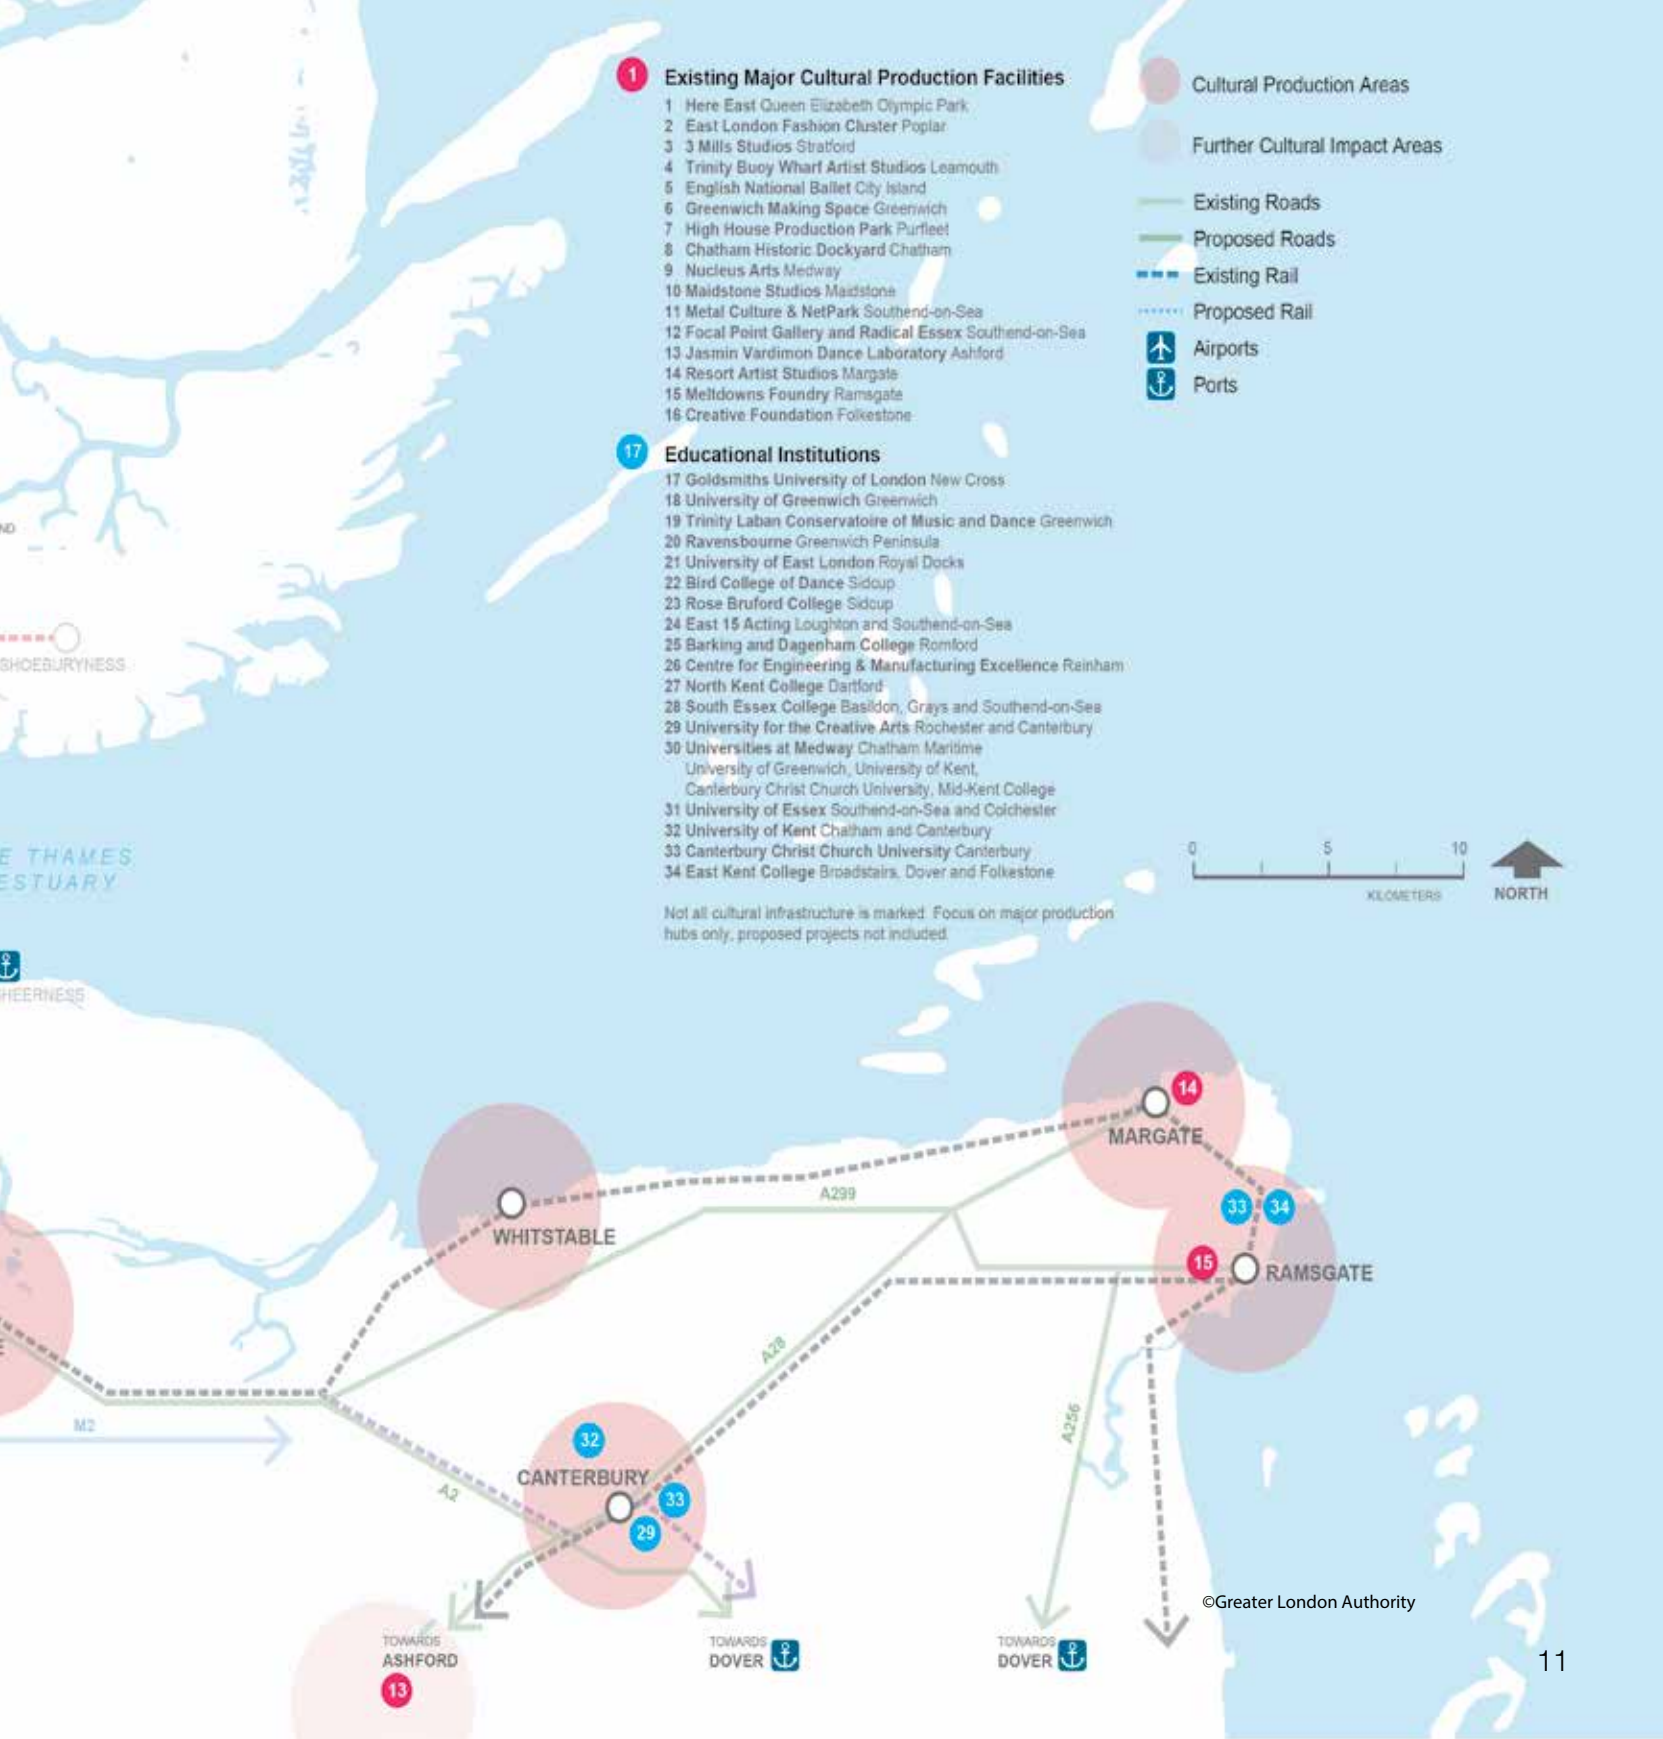 1
Existing Major Cultural Production Facilities
1 Here East Queen Elizabeth Olympic Park
2 East London Fashion Cluster Poplar
3 3 Mills Studios Stratford
4 Trinity Buoy Wharf Artist Studios Leamouth
5 English National Ballet City Island
6 Greenwich Making Space Greenwich
7 High House Production Park Purfleet
8 Chatham Historic Dockyard Chatham
9 Nucleus Arts Medway
10 Maidstone Studios Maidstone
11 Metal Culture & NetPark Southend-on-Sea
12 Focal Point Gallery and Radical Essex Southend-on-Sea
13 Jasmin Vardimon Dance Laboratory Ashford
14 Resort Artist Studios Margate
15 Meltdowns Foundry Ramsgate
16 Creative Foundation Folkestone
17
Educational Institutions
17 Goldsmiths University of London New Cross
18 University of Greenwich Greenwich
19 Trinity Laban Conservatoire of Music and Dance Greenwich
20 Ravensbourne Greenwich Peninsula
21 University of East London Royal Docks
22 Bird College of Dance Sidcup
23 Rose Bruford College Sidcup
24 East 15 Acting Loughton and Southend-on-Sea
25 Barking and Dagenham College Romford
26 Centre for Engineering & Manufacturing Excellence Rainham
27 North Kent College Dartford
28 South Essex College Basildon, Grays and Southend-on-Sea
29 University for the Creative Arts Rochester and Canterbury
30 Universities at Medway Chatham Maritime
University of Greenwich, University of Kent,
Canterbury Christ Church University, Mid-Kent College
31 University of Essex Southend-on-Sea and Colchester
32 University of Kent Chatham and Canterbury
33 Canterbury Christ Church University Canterbury
34 East Kent College Broadstairs, Dover and Folkestone
Not all cultural infrastructure is marked. Focus on major production
hubs only, proposed projects not included.
Cultural Production Areas
Further Cultural Impact Areas
Existing Roads
Proposed Roads
Existing Rail
Proposed Rail
Airports
Ports
0 5 10
KILOMETERS
NORTH
ND
SHOEBURYNESS
E THAMES
ESTUARY
HEERNESS
14
MARGATE
33 34
15
RAMSGATE
A299
WHITSTABLE
A28
A256
M2
A2
32
CANTERBURY
33
29
E
TOWARDS
ASHFORD
13
TOWARDS
DOVER
TOWARDS
DOVER
©Greater London Authority
11